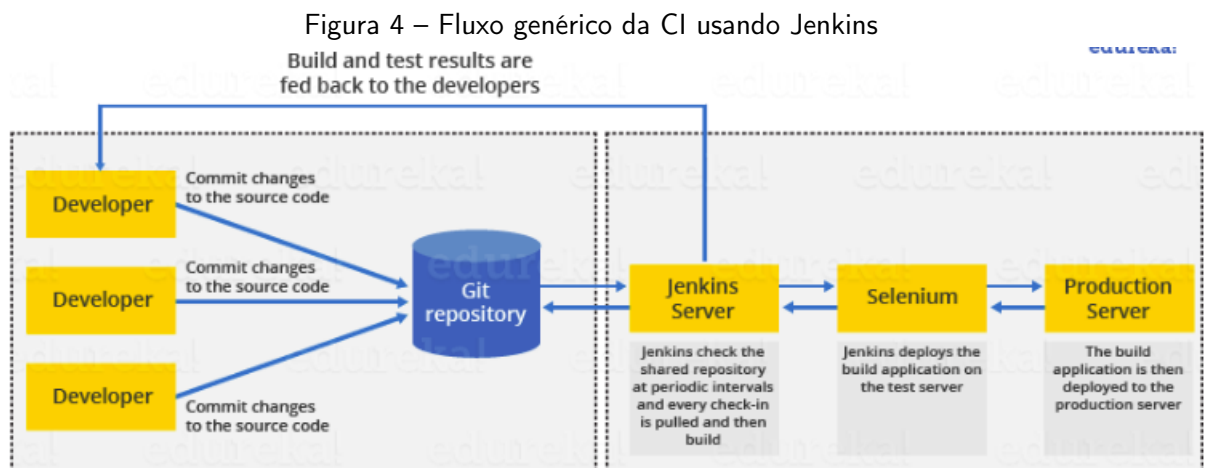 Figura 4 – Fluxo genérico da CI usando Jenkins
edureka!
Build and test results are
fed back to the developers
Developer
Commit changes
to the source code
Developer
Commit changes
to the source code
Developer
Commit changes
to the source code
Git
repository
Jenkins
Server
Selenium
Production
Server
Jenkins check the
shared repository
at periodic intervals
and every check-in
is pulled and then
build
Jenkins deploys the
build application on
the test server
The build
application is then
deployed to the
production server